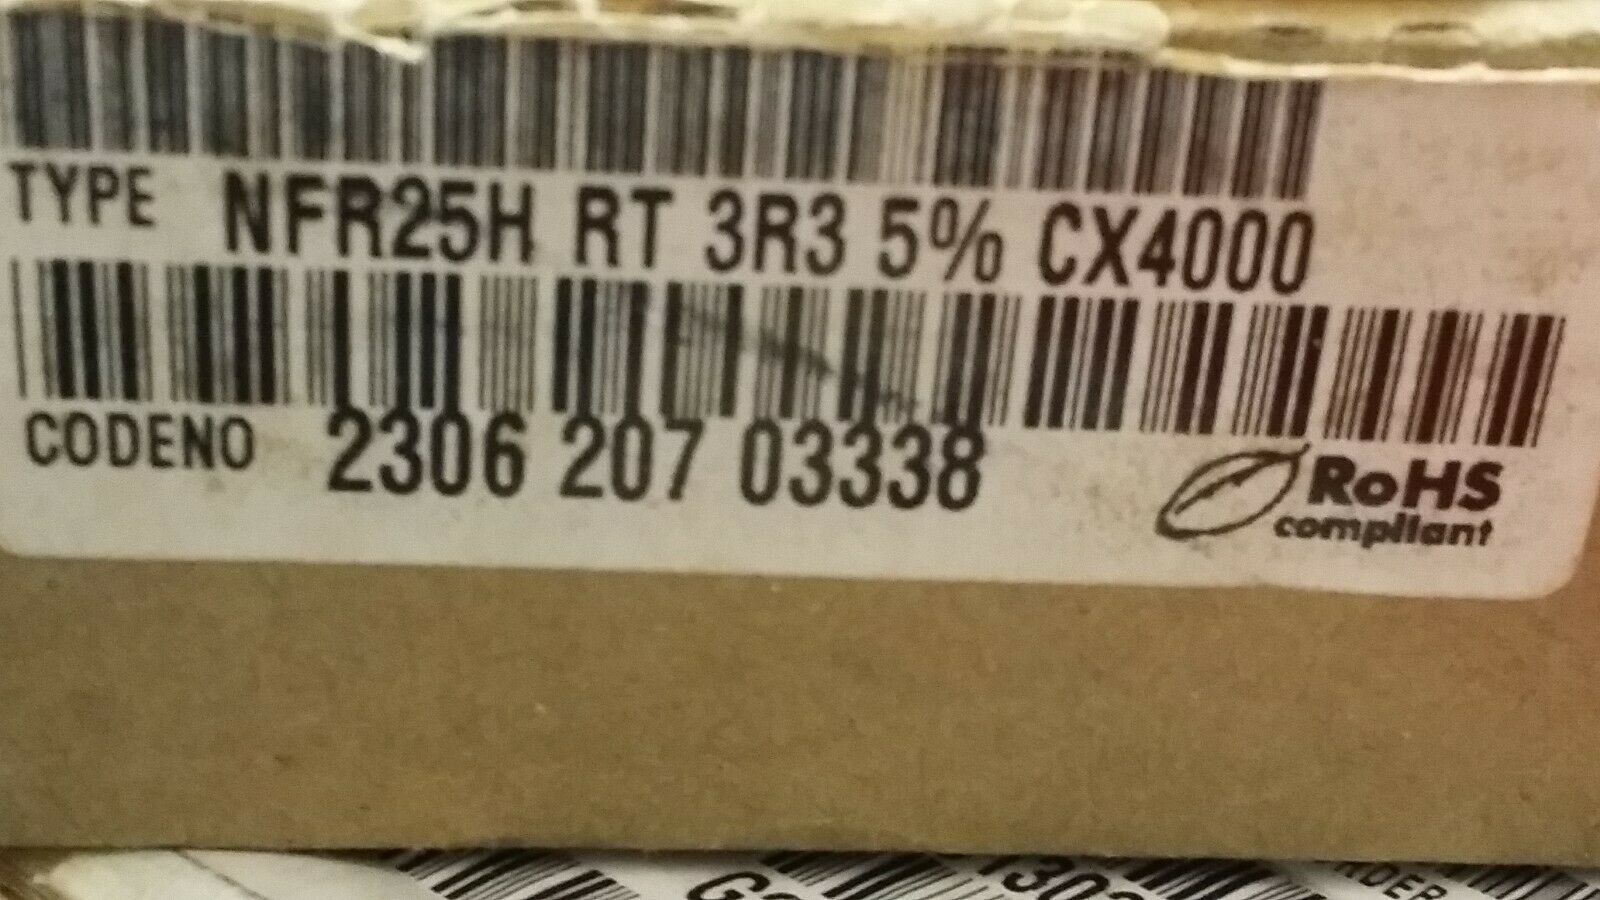 TYPE NFR25H RT 3R3 5% CX4000
CODENO 2306 207 03338
RoHS
compliant